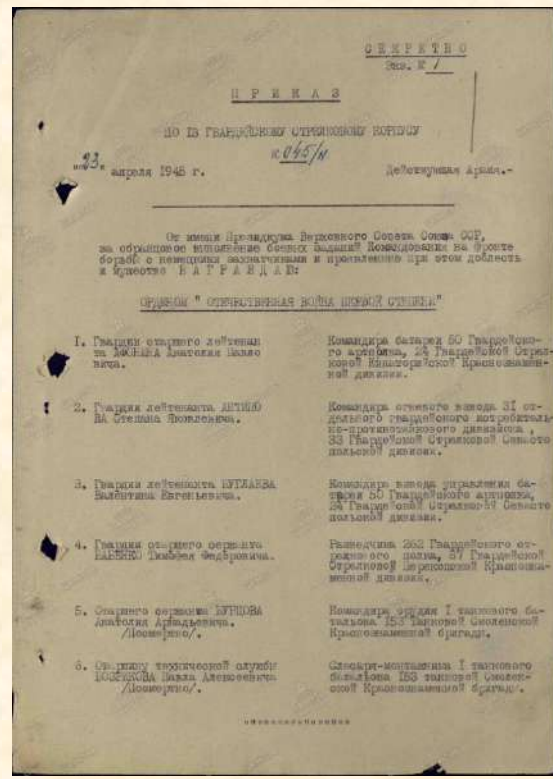 СЕКРЕТНО
Экз. № 1
ПРИКАЗ
ПО 13 ГВАРДЕЙСКОМУ СТРЕЛКОВОМУ КОРПУСУ
№ 045/н
"23" апреля 1945 г. Действующая Армия.-
От имени Президиума Верховного Совета Союза ССР,
за образцовое выполнение боевых заданий Командования на фронте
борьбы с немецкими захватчиками и проявленные при этом доблесть
и мужество НАГРАЖДАЮ:
ОРДЕНОМ " ОТЕЧЕСТВЕННАЯ ВОЙНА ПЕРВОЙ СТЕПЕНИ"
1. Гвардии старшего лейтенан
та Анатолия Павло
вича.
Командира батареи 50 Гвардейско-
го артполка, 24 Гвардейской Стрел-
ковой Евпаторийской Краснознамен-
ной дивизии.
2. Гвардии лейтенанта АНТИПО
ВА Степана Яковлевича.
Командира огневого взвода 31 от-
дельного гвардейского истребитель-
но-противотанкового дивизиона,
33 Гвардейской Стрелковой Севасто
польской дивизии.
3. Гвардии лейтенанта
Валентина Евгеньевича.
Командира взвода управления ба-
тареи 50 Гвардейского артполка,
24 Гвардейской Стрелковой Севасто
польской дивизии.
4. Гвардии старшего сержанта
Тимофея Федоровича.
Разведчика 262 Гвардейского ст-
релкового полка, 87 Гвардейской
Стрелковой Перекопской Краснозна-
менной дивизии.
5. Старшего сержанта БУРЦОВА
Анатолия Аркадьевича.
/Посмертно/.
Командира орудия I танкового ба-
тальона 153 Танковой Смоленской
Краснознаменной бригады.
6. Старшину технической службы
Павла Алексеевича
/Посмертно/.
Слесаря-монтажника I танкового
батальона 153 танковой Смолен-
ской Краснознаменной бригады.